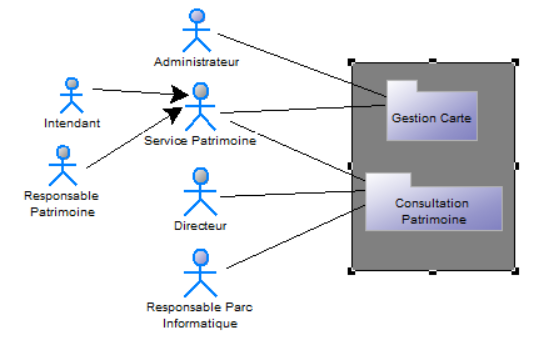 Administrateur
Gestion Carte
Intendant
Service Patrimoine
Responsable
Patrimoine
Consultation
Patrimoine
Directeur
Responsable Parc
Informatique